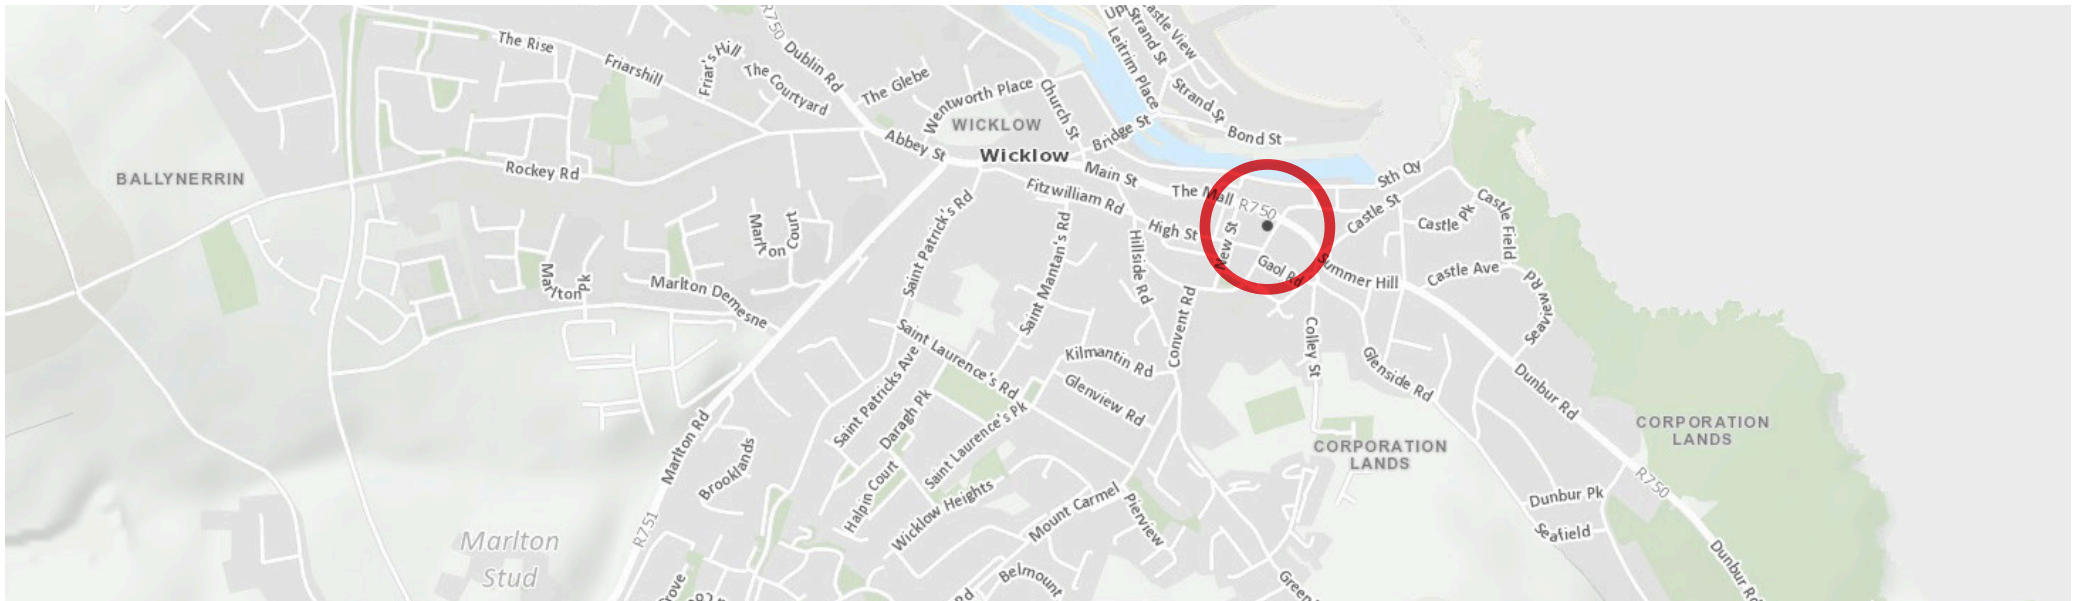 R750
Upr Strand St
Castle View
The Rise
Friar's Hill
Dublin Rd
Leitrim Place
Friarshill
The Courtyard
The Glebe
Wentworth Place
Church St
Strand St
WICKLOW
Bridge St
Bond St
Abbey St
Wicklow
Main St
Rockey Rd
BALLYNERRIN
Fitzwilliam Rd
The Mall
R750
Sth Qy
Castle St
Castle Pk
Castle Field
Marlton Court
Saint Patrick's Rd
Saint Mantan's Rd
Hillside Rd
High St
New St
Gaol Rd
Summer Hill
Castle Ave
Seaview Rd
Marlton Pk
Marlton Demesne
Convent Rd
Colley St
Saint Laurence's Rd
Kilmantin Rd
Glenview Rd
Glenside Rd
Dunbur Rd
Saint Patricks Ave
Daragh Pk
Saint Laurence's Pk
Marlton Rd
Brooklands
CORPORATION
LANDS
CORPORATION
LANDS
Halpin Court
Wicklow Heights
Mount Carmel
Pierview
Dunbur Pk
R750
Seafield
R751
Marlton
Stud
Belmount
Dunbur Rd
Green
rove
Rd